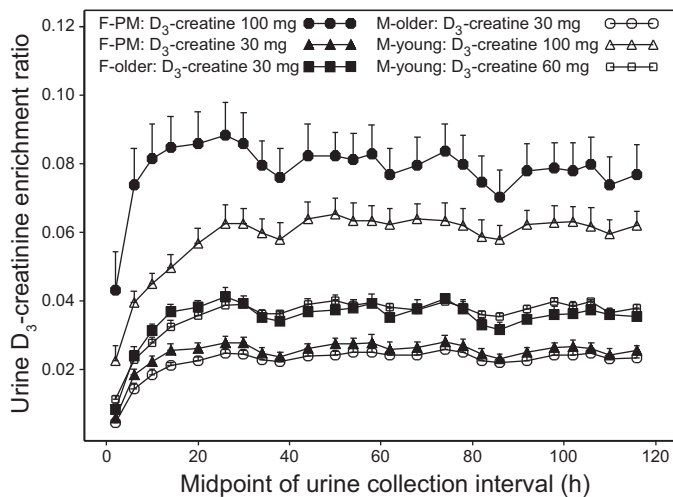 F-PM: D₃-creatine 100 mg
F-PM: D₃-creatine 30 mg
F-older: D₃-creatine 30 mg
M-older: D₃-creatine 30 mg
M-young: D₃-creatine 100 mg
M-young: D₃-creatine 60 mg
Urine D₃-creatinine enrichment ratio
0.12
0.10
0.08
0.06
0.04
0.02
0
20
40
60
80
100
120
Midpoint of urine collection interval (h)